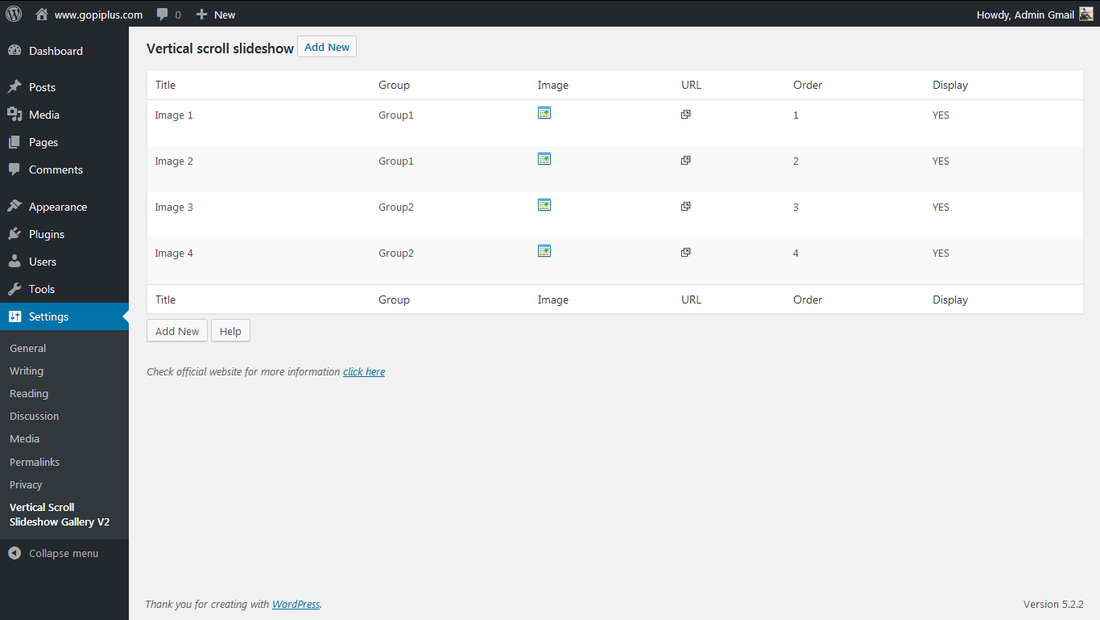 www.gopiplus.com 0 New Howdy, Admin Gmail
Dashboard
Posts
Media
Pages
Comments
Appearance
Plugins
Users
Tools
Settings
General
Writing
Reading
Discussion
Media
Permalinks
Privacy
Vertical Scroll
Slideshow Gallery V2
Collapse menu
Vertical scroll slideshow Add New
Title Group Image URL Order Display
Image 1 Group1 1 YES
Image 2 Group1 2 YES
Image 3 Group2 3 YES
Image 4 Group2 4 YES
Title Group Image URL Order Display
Add New Help
Check official website for more information click here
Thank you for creating with WordPress. Version 5.2.2